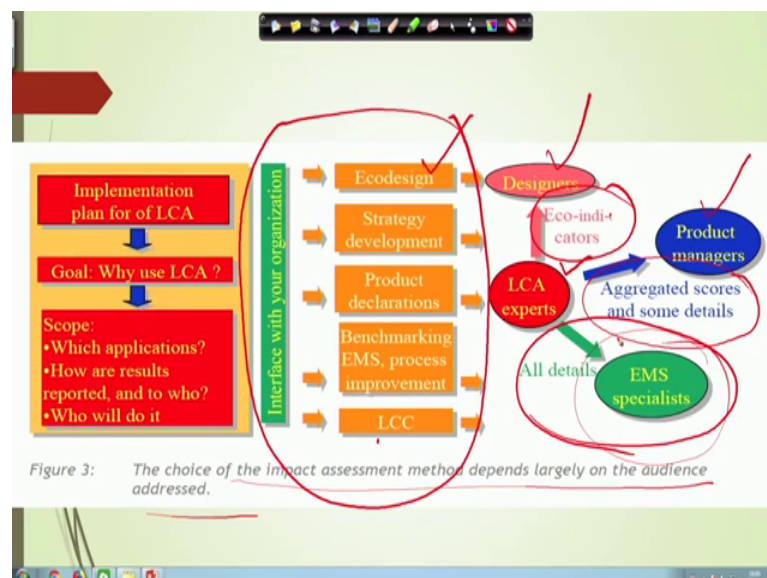 Implementation
plan for of LCA
Goal: Why use LCA ?
Scope:
•Which applications?
•How are results
reported, and to who?
•Who will do it
Interface with your organization
Ecodesign
Strategy
development
Product
declarations
Benchmarking
EMS, process
improvement
LCC
Designers
Eco-indi-
cators
LCA
experts
Product
managers
Aggregated scores
and some details
All details
EMS
specialists
Figure 3: The choice of the impact assessment method depends largely on the audience
addressed.